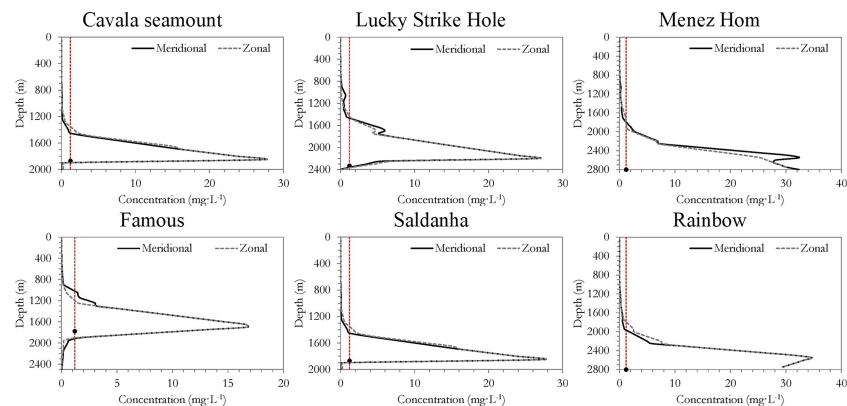 Cavala seamount
Lucky Strike Hole
Menez Hom
Meridional Zonal
Meridional Zonal
Meridional Zonal
Depth (m)
0
400
800
1200
1600
2000
0 10 20 30
Concentration (mg·L-1)
Depth (m)
0
400
800
1200
1600
2000
2400
0 10 20 30
Concentration (mg·L-1)
Depth (m)
0
400
800
1200
1600
2000
2400
2800
0 10 20 30 40
Concentration (mg·L-1)
Famous
Saldanha
Rainbow
Meridional Zonal
Meridional Zonal
Meridional Zonal
Depth (m)
0
400
800
1200
1600
2000
2400
0 5 10 15 20
Concentration (mg·L-1)
Depth (m)
0
400
800
1200
1600
2000
0 10 20 30
Concentration (mg·L-1)
Depth (m)
0
400
800
1200
1600
2000
2400
2800
0 10 20 30 40
Concentration (mg·L-1)